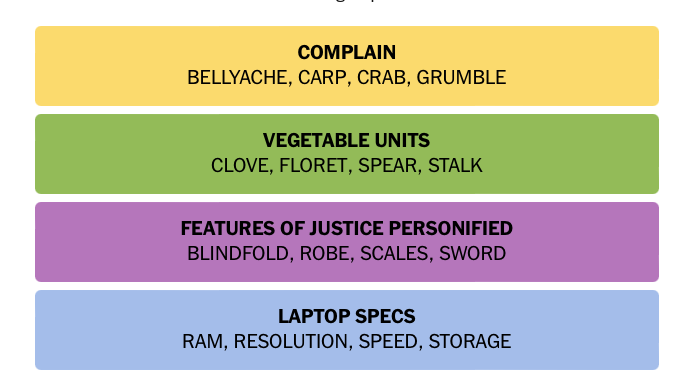 COMPLAIN
BELLYACHE, CARP, CRAB, GRUMBLE
VEGETABLE UNITS
CLOVE, FLORET, SPEAR, STALK
FEATURES OF JUSTICE PERSONIFIED
BLINDFOLD, ROBE, SCALES, SWORD
LAPTOP SPECS
RAM, RESOLUTION, SPEED, STORAGE